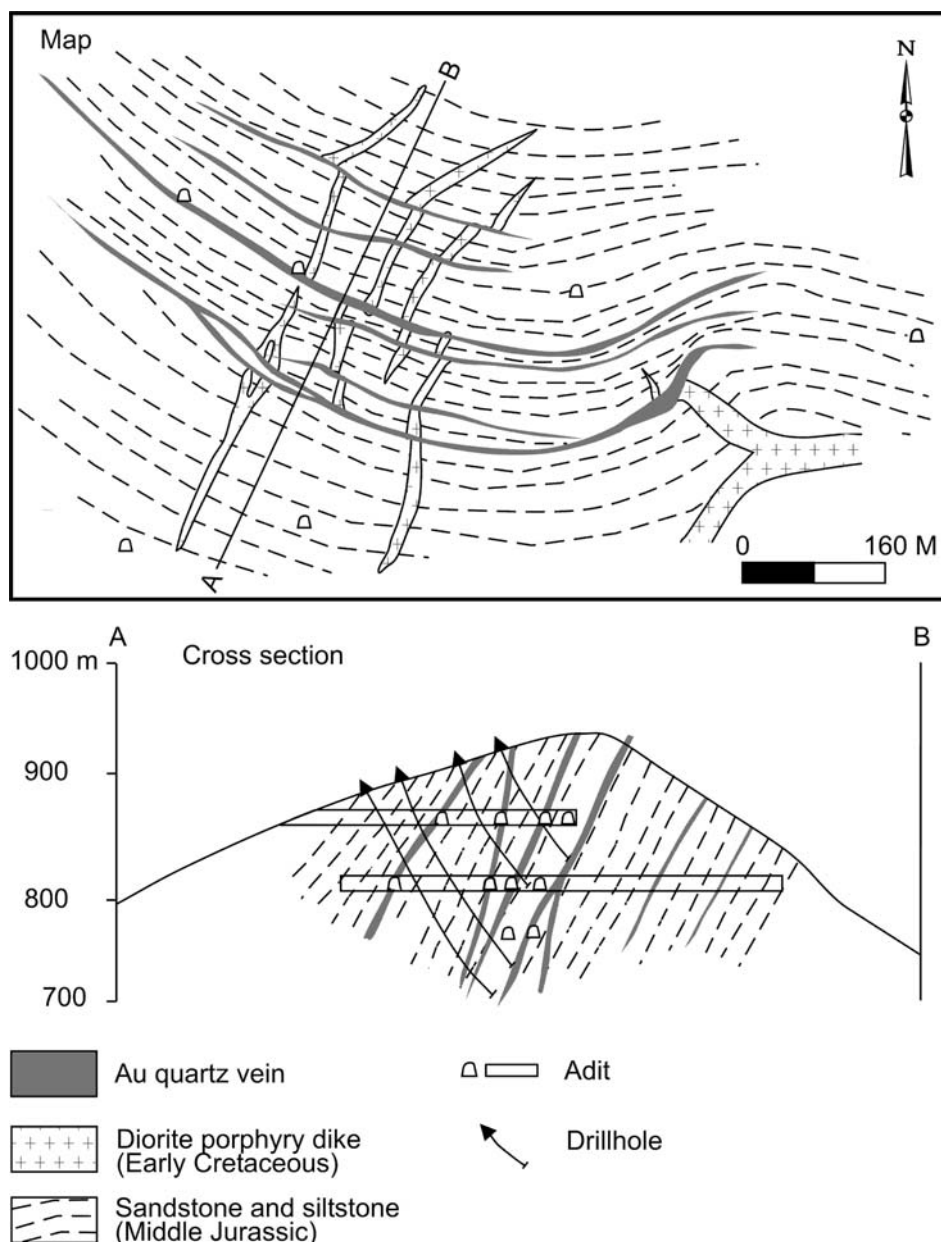 Map
N
B
A
0 160 M
A B
Cross section
1000 m
900
800
700
Au quartz vein
Adit
Diorite porphyry dike
(Early Cretaceous)
Drillhole
Sandstone and siltstone
(Middle Jurassic)